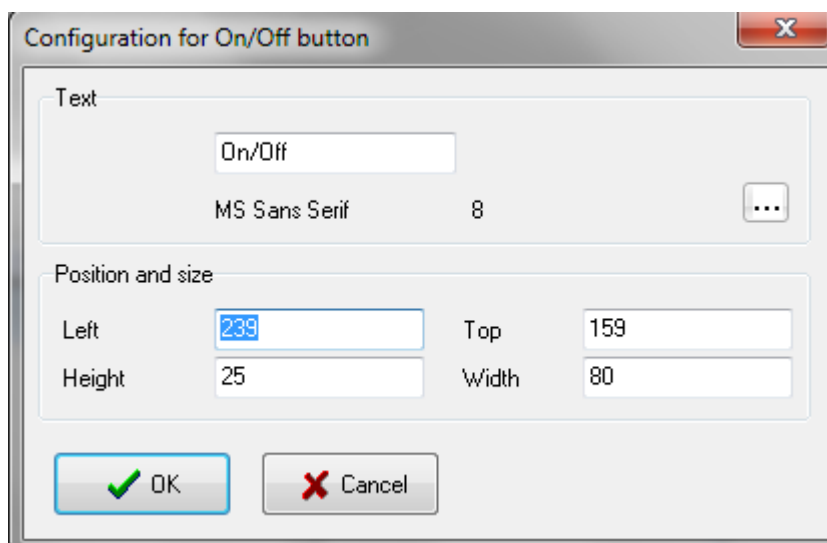 Configuration for On/Off button
Text
On/Off
MS Sans Serif 8 ...
Position and size
Left 239 Top 159
Height 25 Width 80
OK Cancel